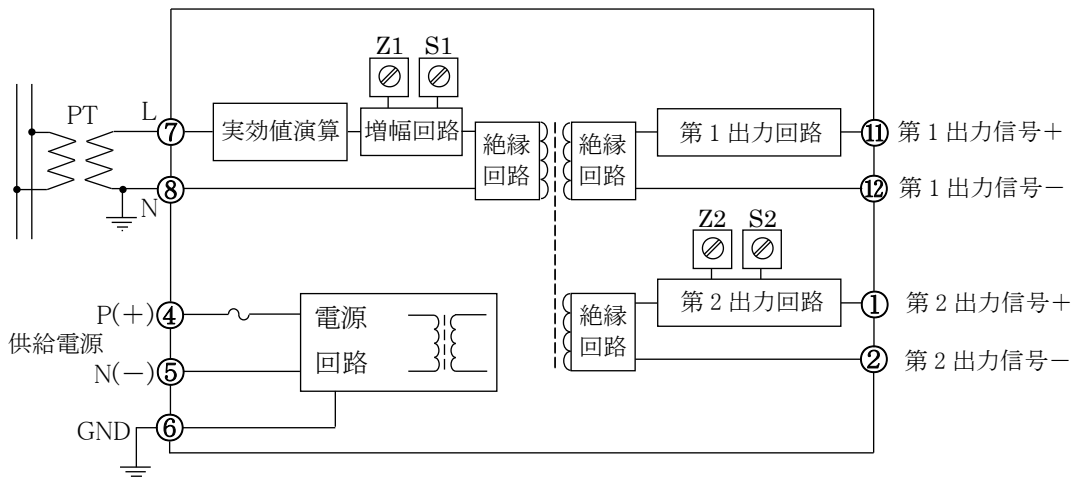 Z1 S1
PT
L
⑦
実効値演算
増幅回路
絶縁
回路
絶縁
回路
第1出力回路
⑪
第1出力信号+
⑧
N
⑫
第1出力信号-
Z2 S2
P(+)
④
電源
回路
絶縁
回路
第2出力回路
①
第2出力信号+
供給電源
N(-)
⑤
②
第2出力信号-
GND
⑥